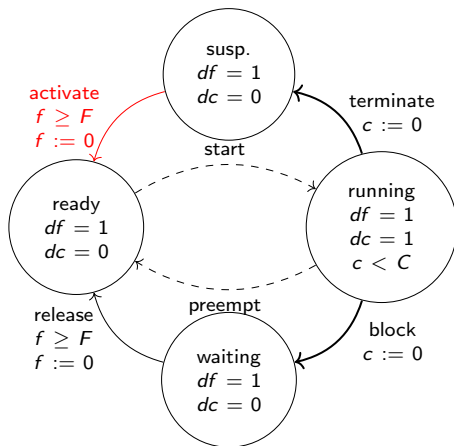 susp.
df = 1
dc = 0
activate
f ≥ F
f := 0
terminate
c := 0
start
ready
df = 1
dc = 0
running
df = 1
dc = 1
c < C
release
f ≥ F
f := 0
preempt
block
c := 0
waiting
df = 1
dc = 0